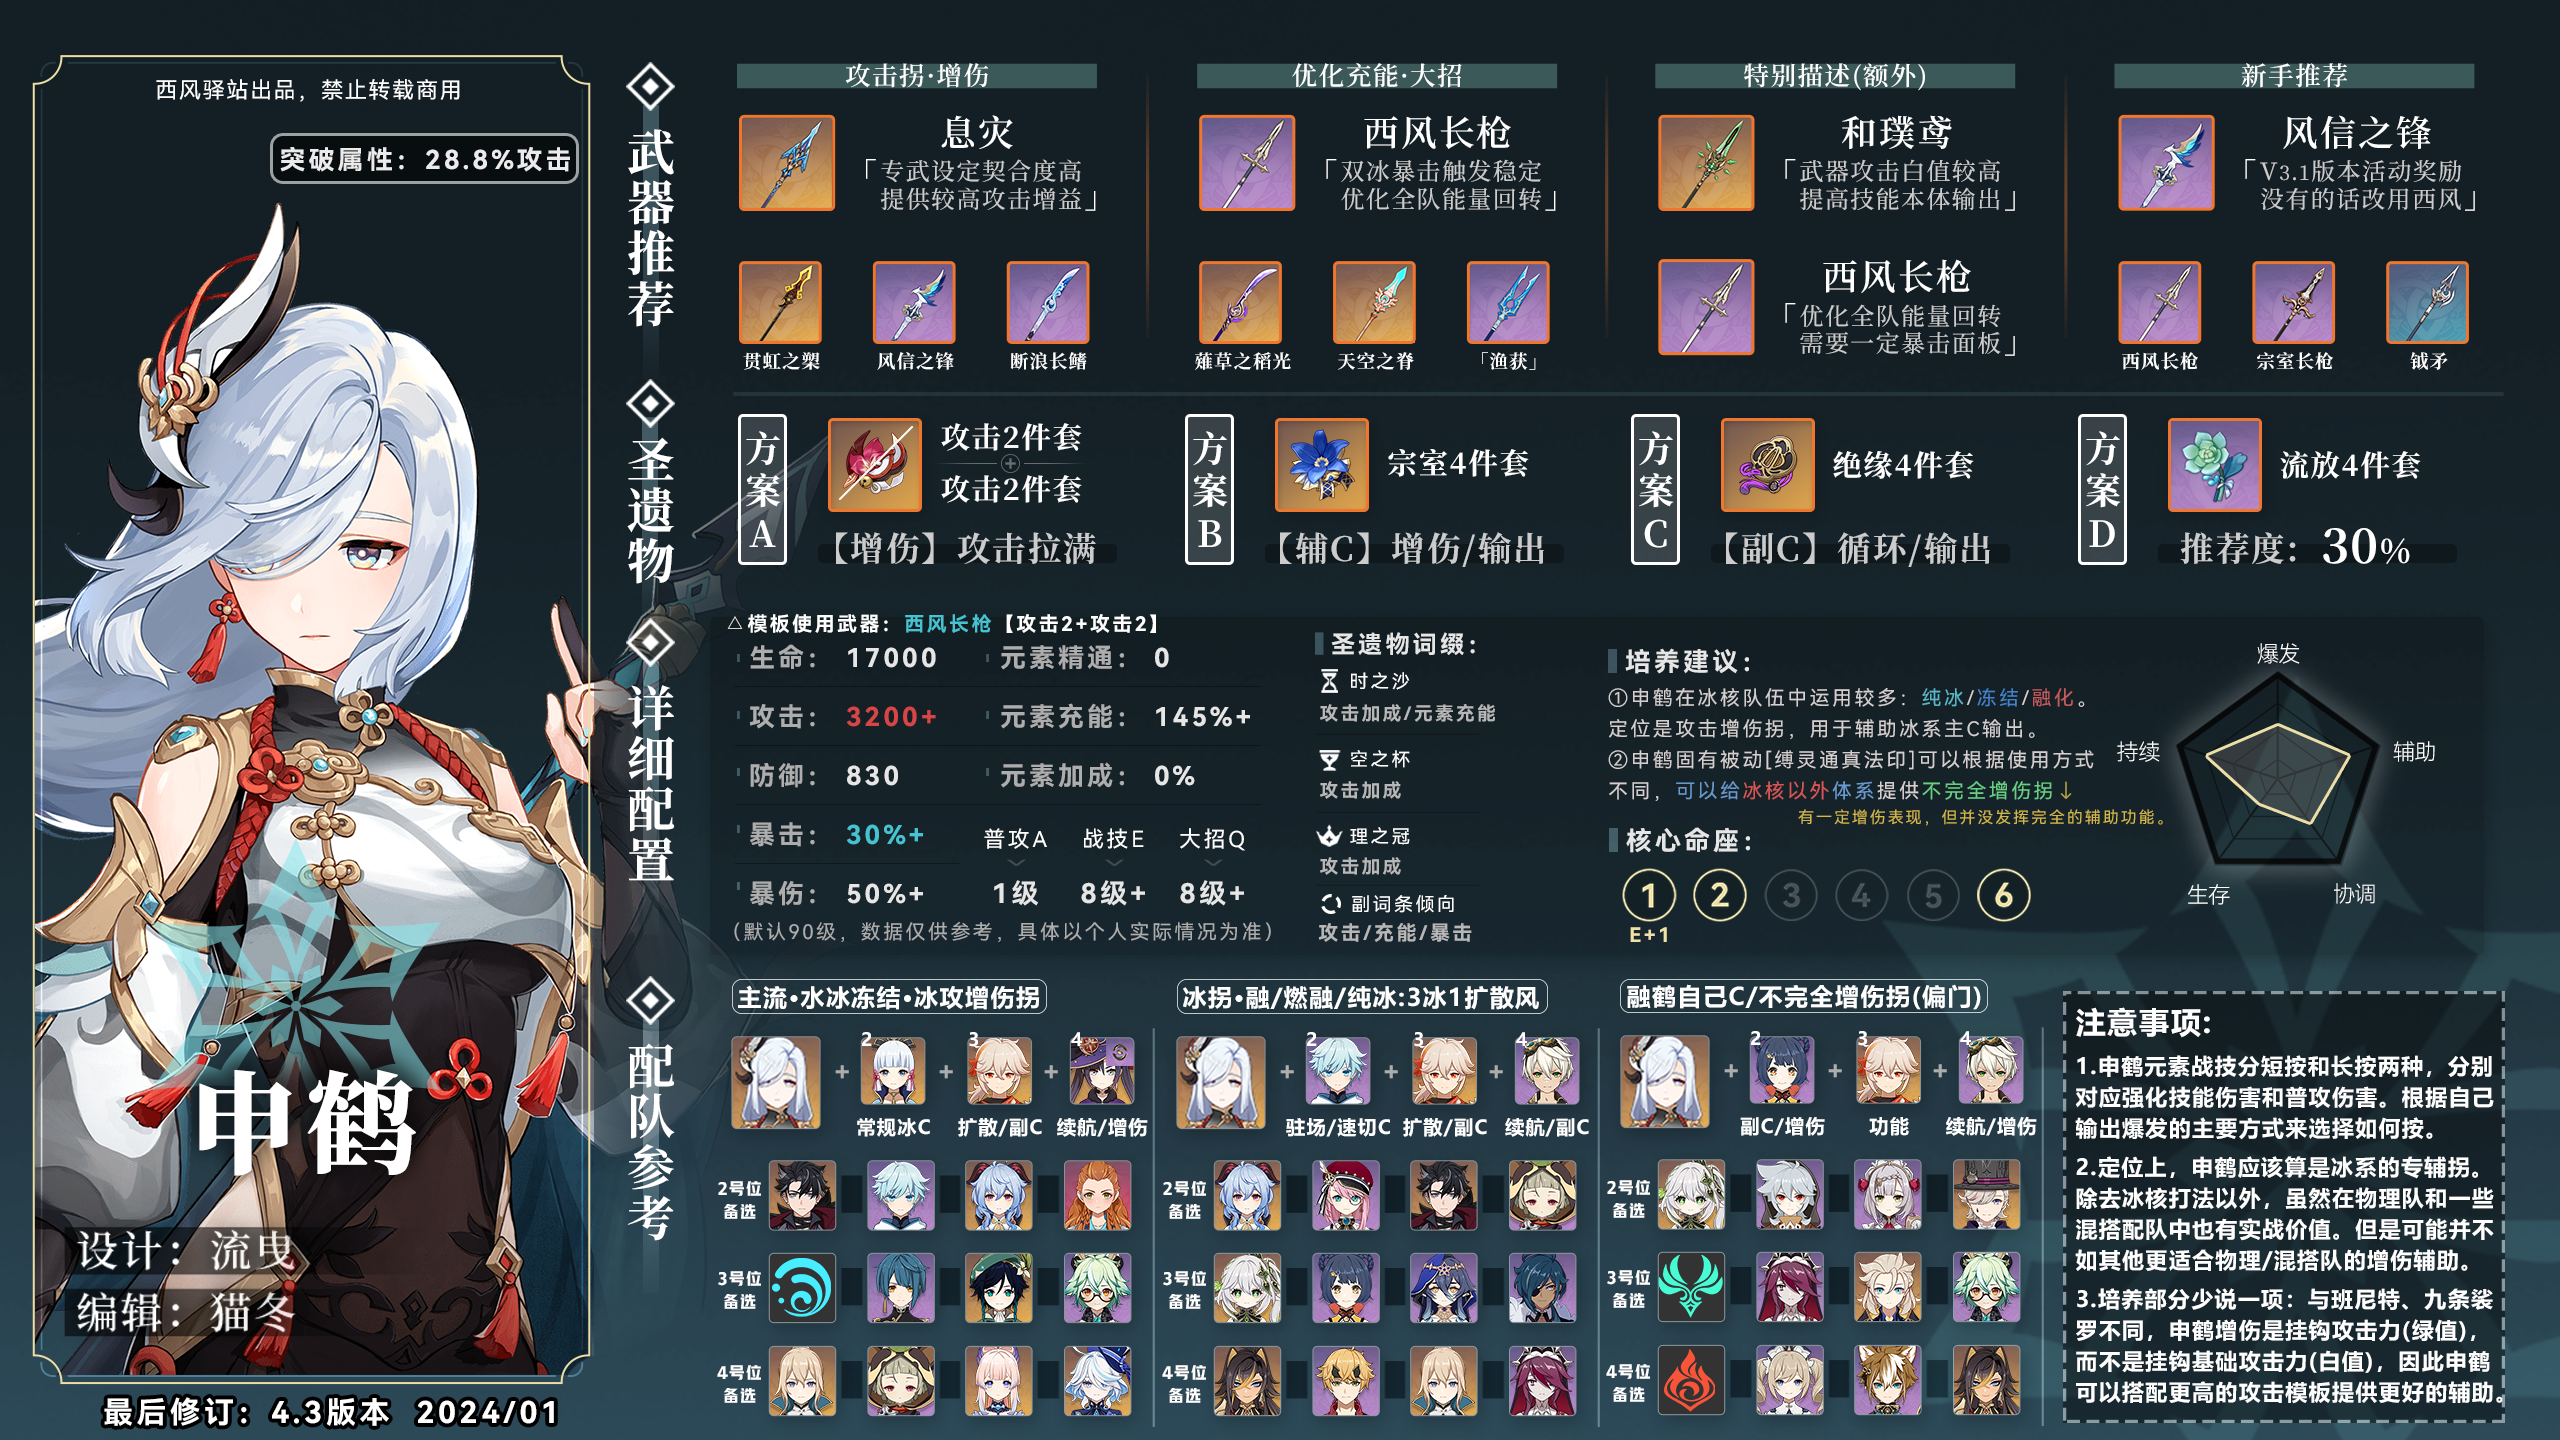 西风驿站出品，禁止转载商用
突破属性：28.8%攻击
申鹤
设计：流曳
编辑：猫冬
最后修订：4.3版本 2024/01
武器推荐
攻击拐·增伤
息灾
「专武设定契合度高
提供较高攻击增益」
贯虹之槊 风信之锋 断浪长鳍
优化充能·大招
西风长枪
「双冰暴击触发稳定
优化全队能量回转」
薙草之稻光 天空之脊 「渔获」
特别描述(额外)
和璞鸢
「武器攻击白值较高
提高技能本体输出」
西风长枪
「优化全队能量回转
需要一定暴击面板」
新手推荐
风信之锋
「V3.1版本活动奖励
没有的话改用西风」
西风长枪 宗室长枪 钺矛
圣遗物
方案A
攻击2件套
攻击2件套
【增伤】攻击拉满
方案B
宗室4件套
【辅C】增伤/输出
方案C
绝缘4件套
【副C】循环/输出
方案D
流放4件套
推荐度：30%
详细配置
△模板使用武器：西风长枪【攻击2+攻击2】
生命：17000 元素精通：0
攻击：3200+ 元素充能：145%+
防御：830 元素加成：0%
暴击：30%+ 普攻A 战技E 大招Q
暴伤：50%+ 1级 8级+ 8级+
(默认90级，数据仅供参考，具体以个人实际情况为准)
圣遗物词缀：
时之沙
攻击加成/元素充能
空之杯
攻击加成
理之冠
攻击加成
副词条倾向
攻击/充能/暴击
培养建议：
①申鹤在冰核队伍中运用较多：纯冰/冻结/融化。
定位是攻击增伤拐，用于辅助冰系主C输出。
②申鹤固有被动[缚灵通真法印]可以根据使用方式
不同，可以给冰核以外体系提供不完全增伤拐↓
有一定增伤表现，但并没发挥完全的辅助功能。
核心命座：
1 2 3 4 5 6
E+1
爆发
持续 辅助
生存 协调
配队参考
主流·水冰冻结·冰攻增伤拐
+ 2 + 3 + 4
常规冰C 扩散/副C 续航/增伤
2号位
备选
3号位
备选
4号位
备选
冰拐·融/燃融/纯冰:3冰1扩散风
+ 2 + 3 + 4
驻场/速切C 扩散/副C 续航/副C
2号位
备选
3号位
备选
4号位
备选
融鹤自己C/不完全增伤拐(偏门)
+ 2 + 3 + 4
副C/增伤 功能 续航/增伤
2号位
备选
3号位
备选
4号位
备选
注意事项:
1.申鹤元素战技分短按和长按两种，分别
对应强化技能伤害和普攻伤害。根据自己
输出爆发的主要方式来选择如何按。
2.定位上，申鹤应该算是冰系的专辅拐。
除去冰核打法以外，虽然在物理队和一些
混搭配队中也有实战价值。但是可能并不
如其他更适合物理/混搭队的增伤辅助。
3.培养部分少说一项：与班尼特、九条裟
罗不同，申鹤增伤是挂钩攻击力(绿值)，
而不是挂钩基础攻击力(白值)，因此申鹤
可以搭配更高的攻击模板提供更好的辅助。